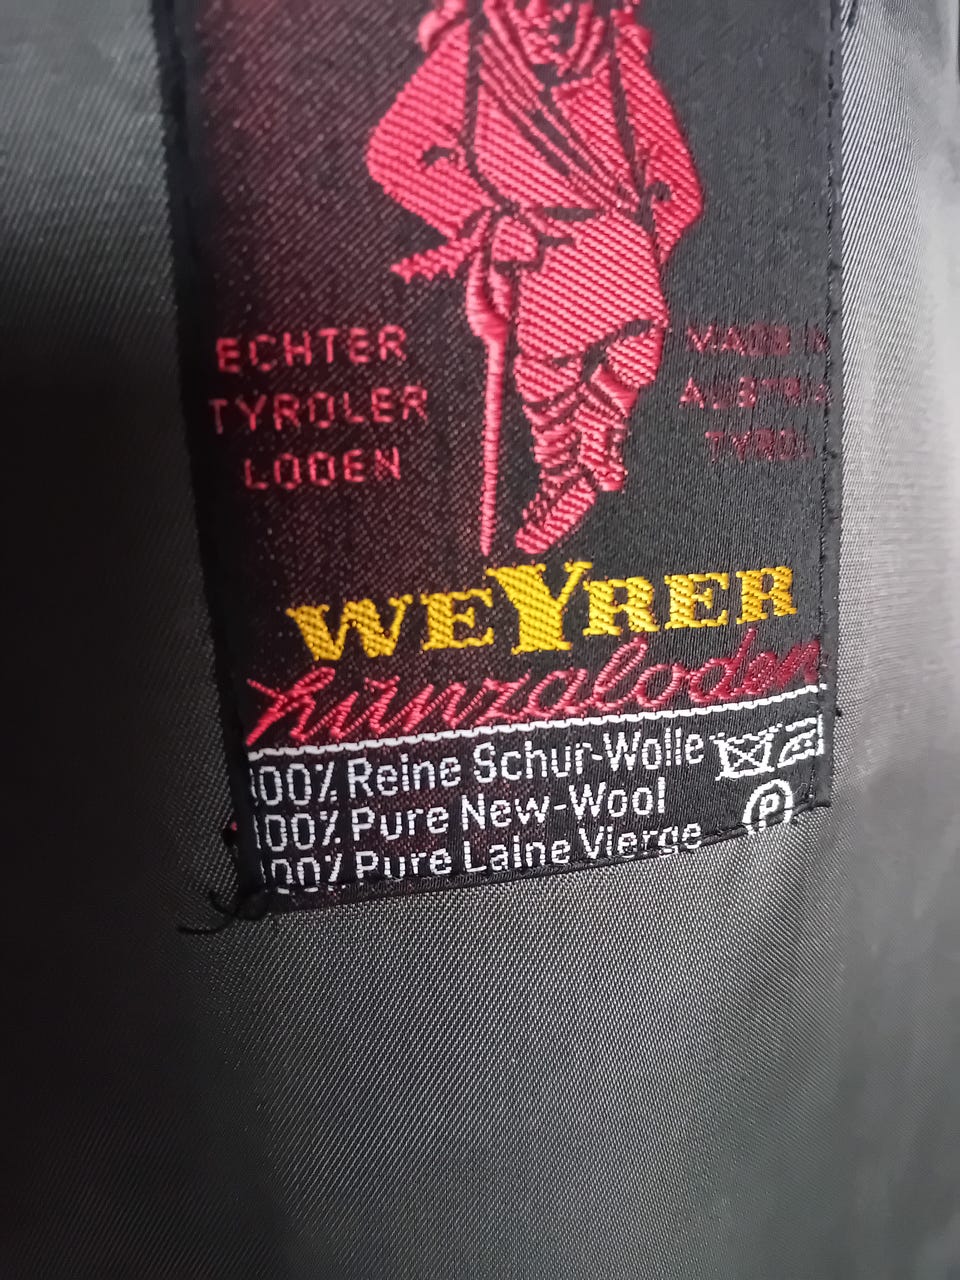 ECHTER
TYROLER
LODEN
MADE IN
AUSTRIA
TYROL
WEYRER
hunzaloden
100% Reine Schur-Wolle
100% Pure New-Wool
100% Pure Laine Vierge
P